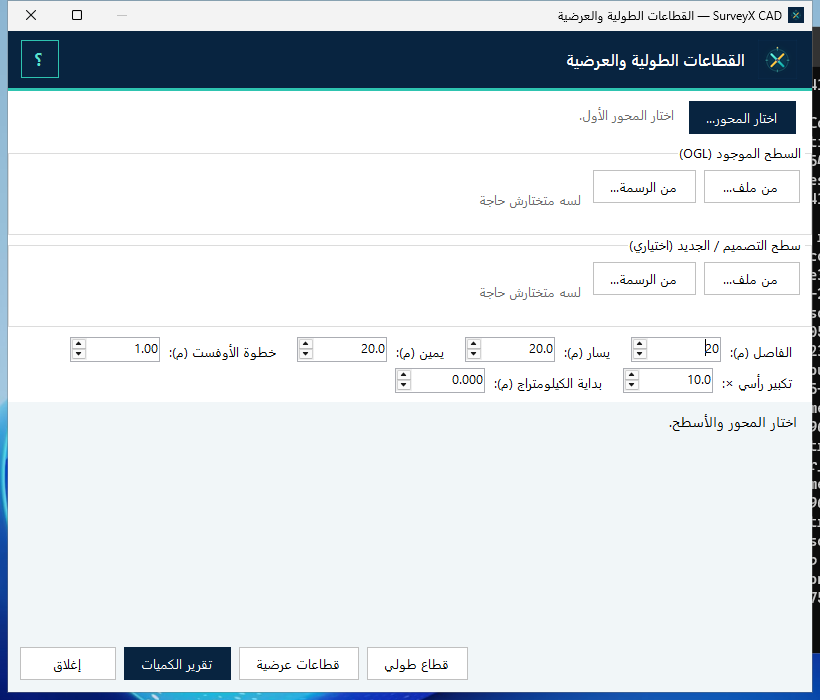 SurveyX CAD — القطاعات الطولية والعرضية
القطاعات الطولية والعرضية
؟
اختار المحور...
اختار المحور الأول.
السطح الموجود (OGL)
من ملف... من الرسمة... لسه متختارش حاجة
سطح التصميم / الجديد (اختياري)
من ملف... من الرسمة... لسه متختارش حاجة
الفاصل (م): 20 يسار (م): 20.0 يمين (م): 20.0 خطوة الأوفست (م): 1.00
تكبير رأسي ×: 10.0 بداية الكيلومتراج (م): 0.000
اختار المحور والأسطح.
قطاع طولي قطاعات عرضية تقرير الكميات إغلاق